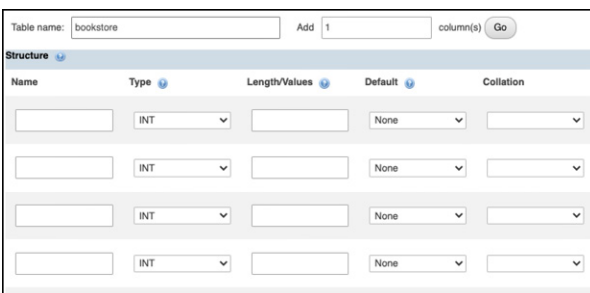 Table name: bookstore Add 1 column(s) Go
Structure
Name Type Length/Values Default Collation
INT None
INT None
INT None
INT None